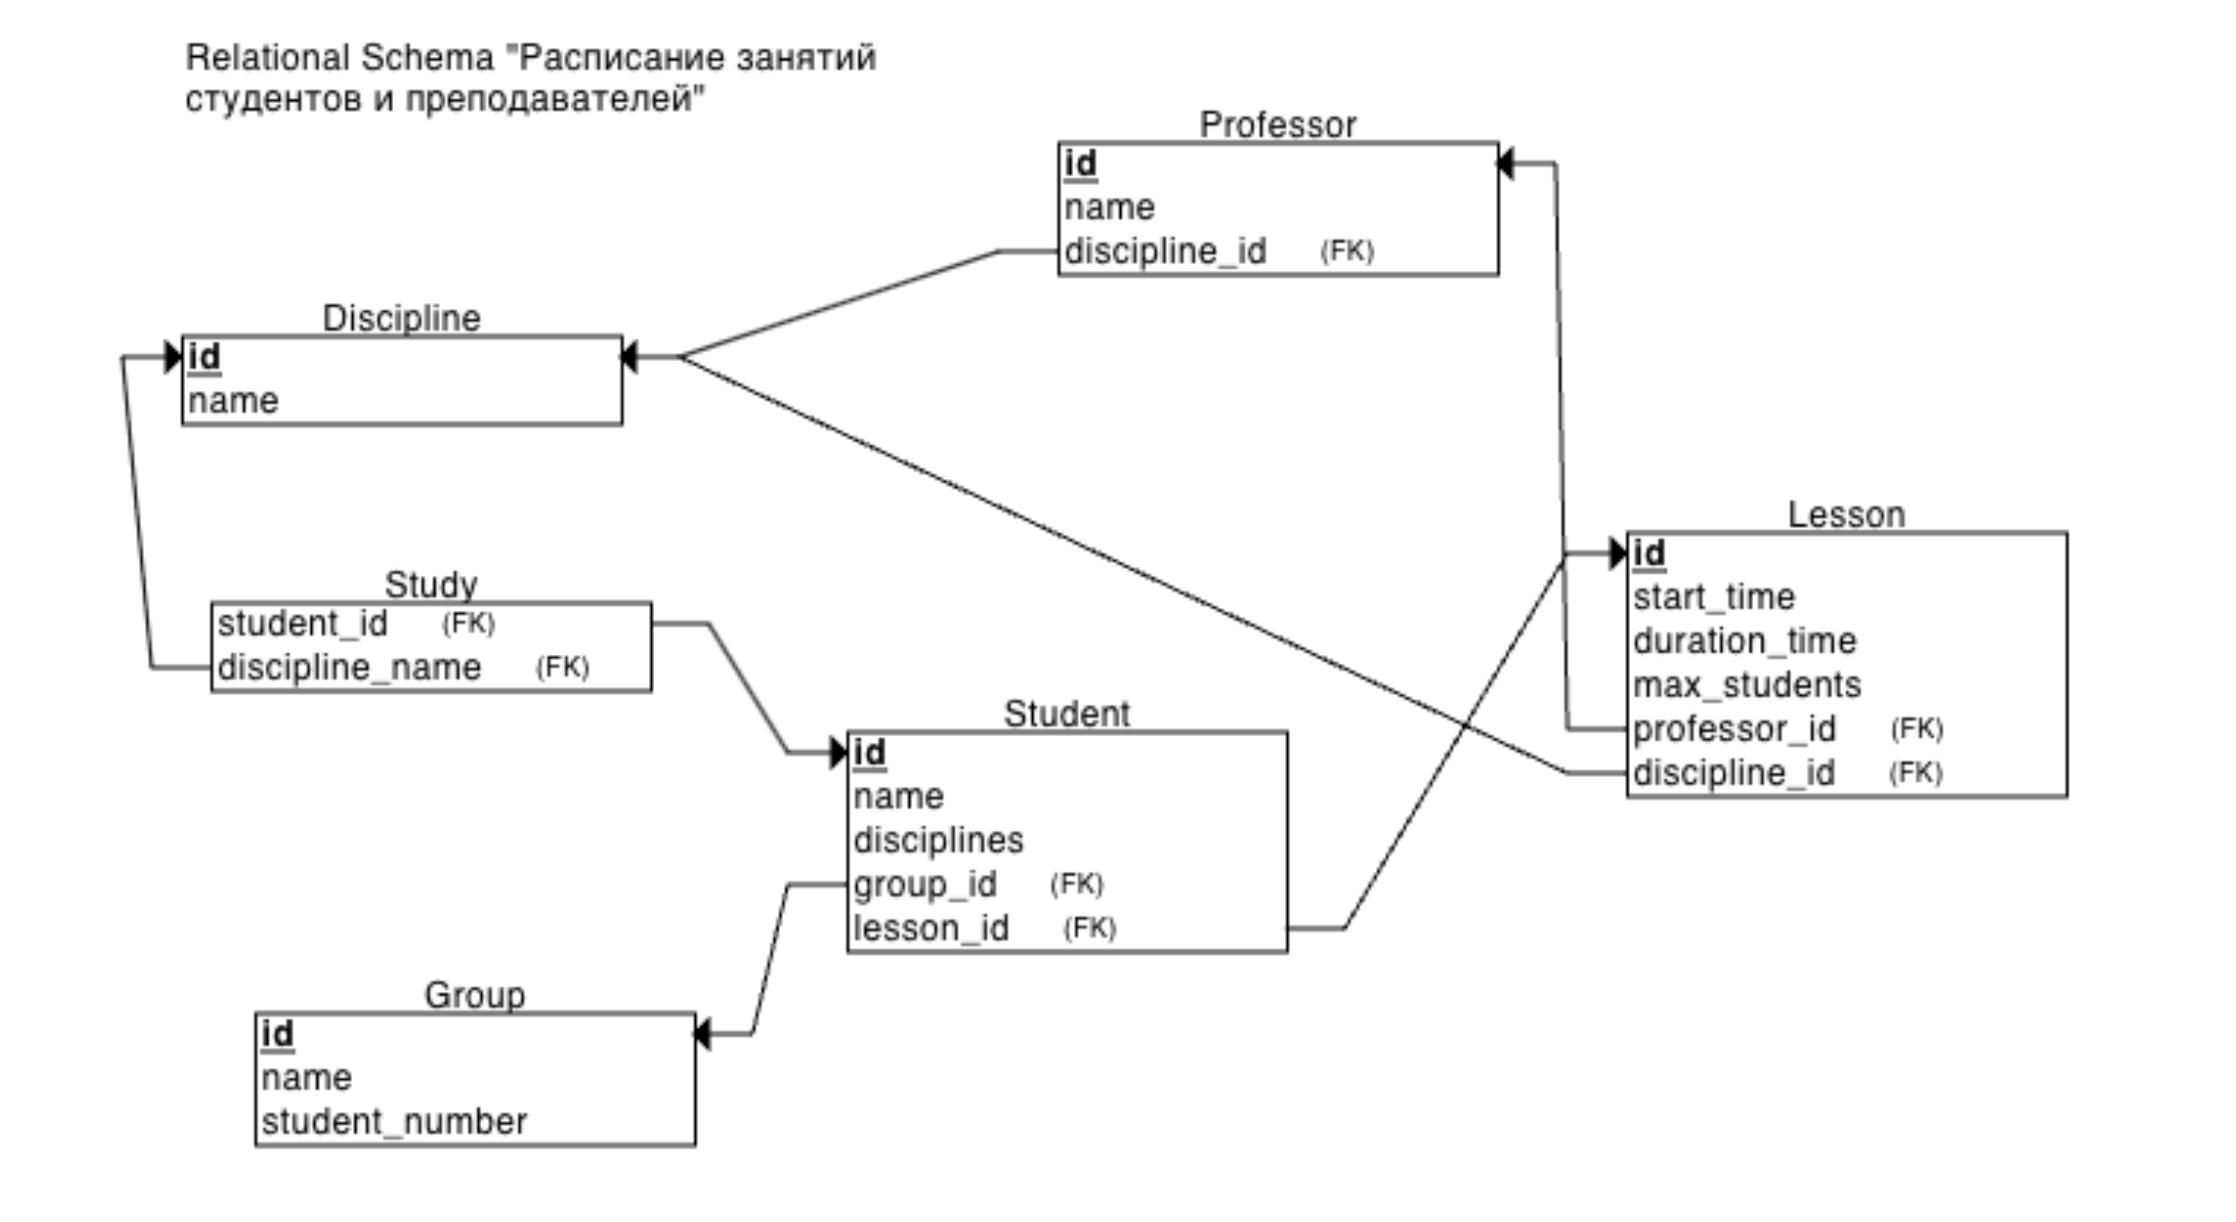 Relational Schema "Расписание занятий
студентов и преподавателей"
Professor
id
name
discipline_id (FK)
Discipline
id
name
Lesson
id
start_time
duration_time
max_students
professor_id (FK)
discipline_id (FK)
Study
student_id (FK)
discipline_name (FK)
Student
id
name
disciplines
group_id (FK)
lesson_id (FK)
Group
id
name
student_number